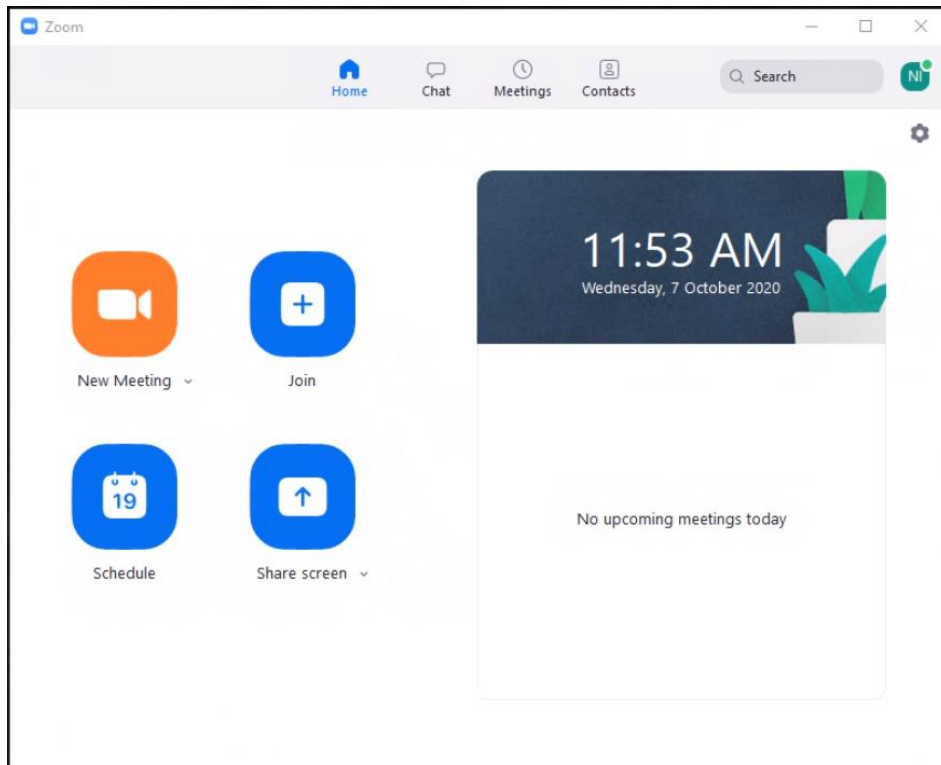 Zoom
Home
Chat
Meetings
Contacts
Search
NI
11:53 AM
Wednesday, 7 October 2020
New Meeting
Join
19
Schedule
Share screen
No upcoming meetings today